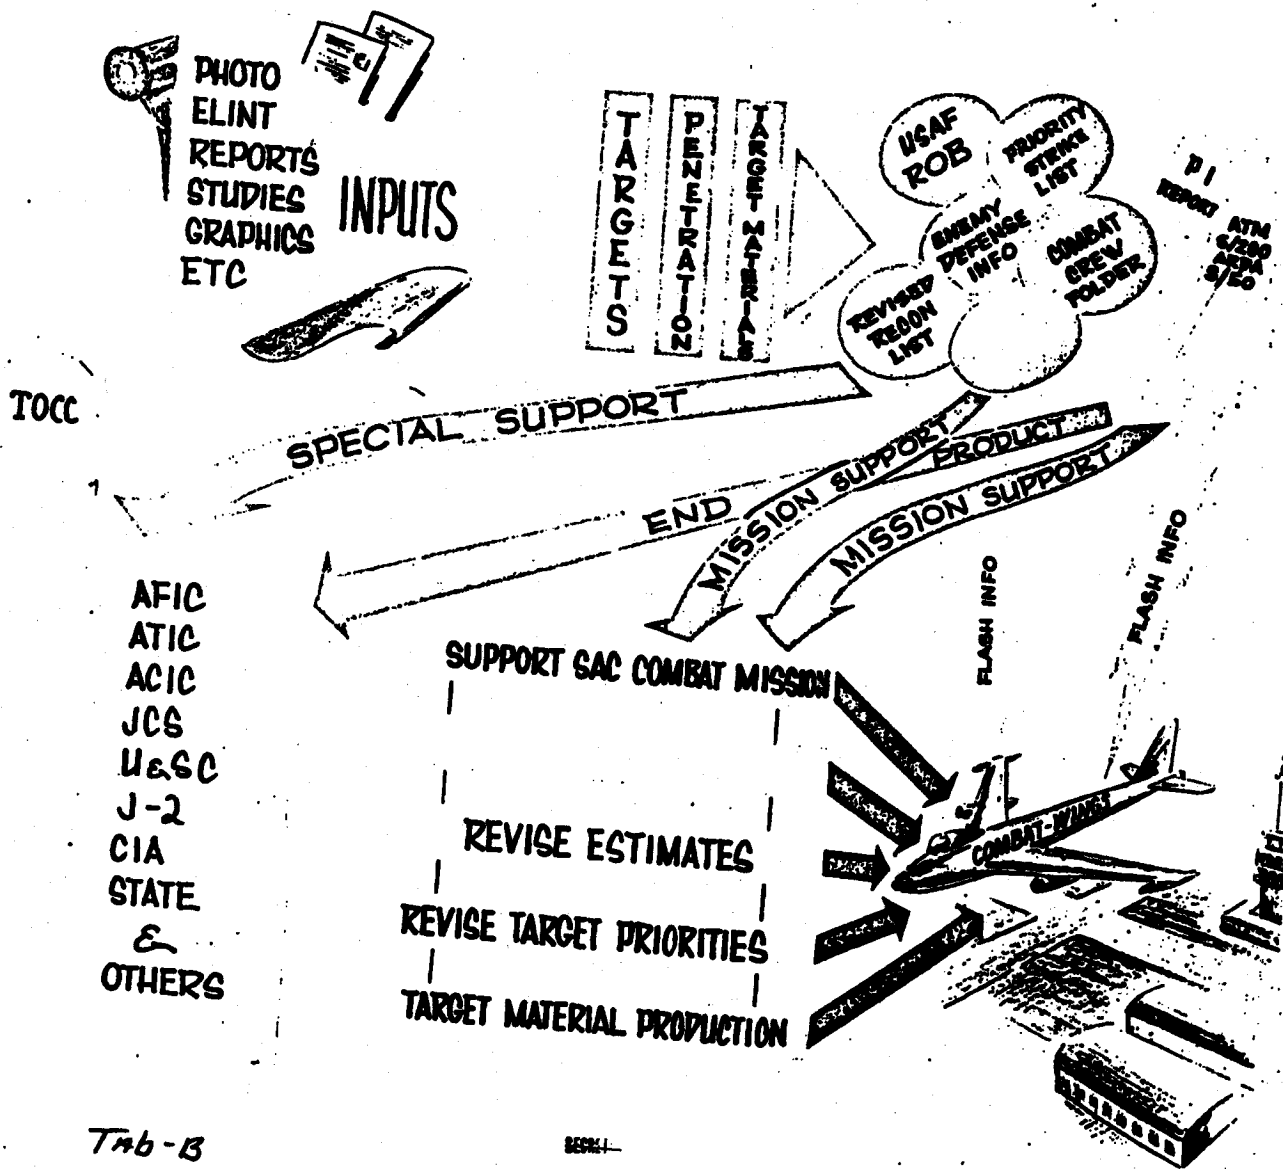 PHOTO
ELINT
REPORTS
STUDIES
GRAPHICS
ETC
INPUTS
TARGETS
PENETRATION
TARGET MATERIALS
USAF
ROB
PRIORITY
STRIKE
LIST
ENEMY
DEFENSE
INFO
COMBAT
CREW
FOLDER
REVISED
RECON
LIST
PI
REPORT
ATM
AEPA
TOCC
SPECIAL SUPPORT
END PRODUCT
MISSION SUPPORT
MISSION SUPPORT
FLASH INFO
FLASH INFO
AFIC
ATIC
ACIC
JCS
U&SC
J-2
CIA
STATE
&
OTHERS
SUPPORT SAC COMBAT MISSION
REVISE ESTIMATES
REVISE TARGET PRIORITIES
TARGET MATERIAL PRODUCTION
COMBAT-WINGS
TAb-B
SECRET